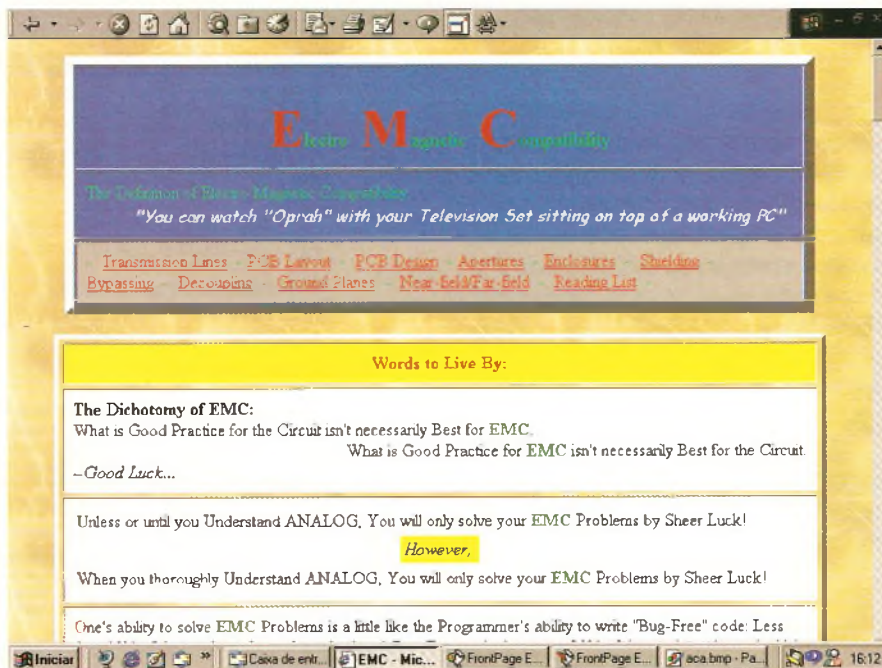 Electro Magnetic Compatibility
The Definition of Electro Magnetic Compatibility:
"You can watch "Oprah" with your Television Set sitting on top of a working PC"
- Transmission Lines - PCB Layout - PCB Design - Apertures - Enclosures - Shielding -
Bypassing - Decoupling - Ground Planes - Near-field/Far-field - Reading List -
Words to Live By:
The Dichotomy of EMC:
What is Good Practice for the Circuit isn't necessarily Best for EMC.
What is Good Practice for EMC isn't necessarily Best for the Circuit.
--Good Luck...
Unless or until you Understand ANALOG, You will only solve your EMC Problems by Sheer Luck!
However,
When you thoroughly Understand ANALOG, You will only solve your EMC Problems by Sheer Luck!
One's ability to solve EMC Problems is a little like the Programmer's ability to write "Bug-Free" code: Less
Iniciar » Caixa de entr... EMC - Mic... FrontPage E... FrontPage E... aca.bmp - Pa... 16:12